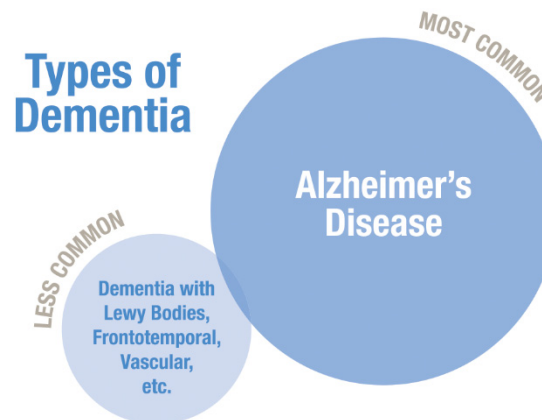 Types of
Dementia
MOST COMMON
Alzheimer's
Disease
LESS COMMON
Dementia with
Lewy Bodies,
Frontotemporal,
Vascular,
etc.